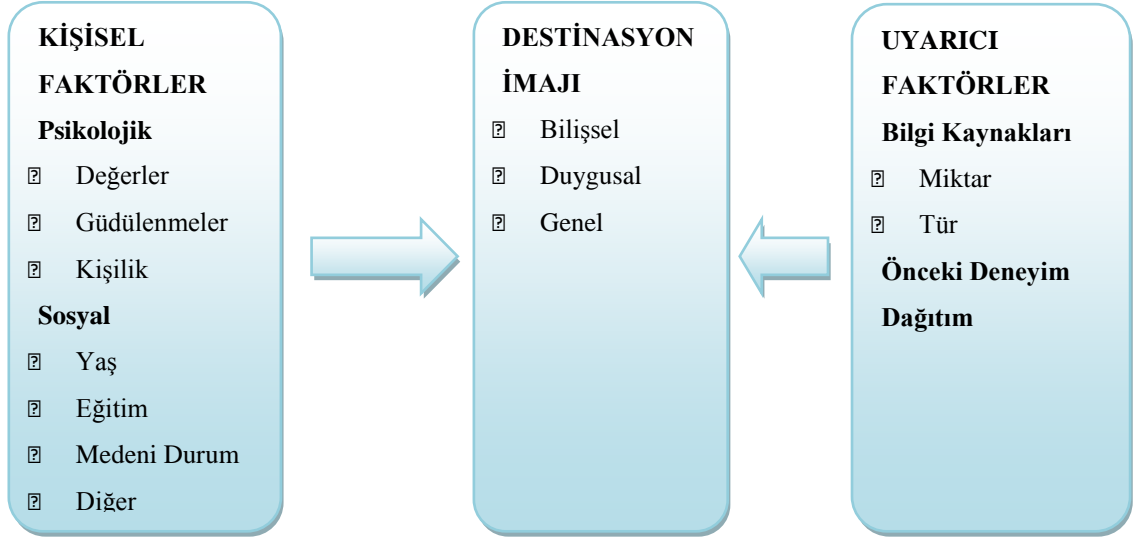 KİŞİSEL
FAKTÖRLER
Psikolojik
Değerler
Güdülenmeler
Kişilik
Sosyal
Yaş
Eğitim
Medeni Durum
Diğer
DESTİNASYON
İMAJI
Bilişsel
Duygusal
Genel
UYARICI
FAKTÖRLER
Bilgi Kaynakları
Miktar
Tür
Önceki Deneyim
Dağıtım